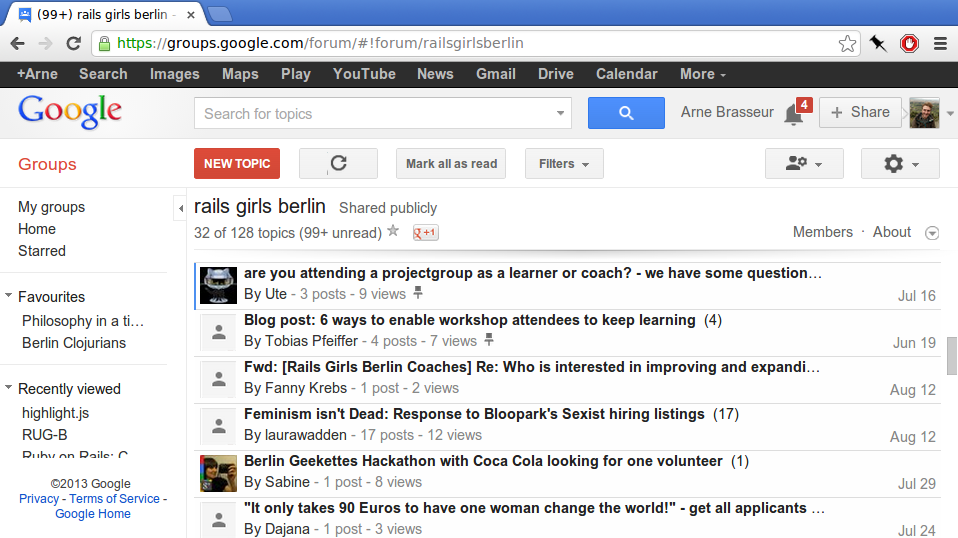 (99+) rails girls berlin -
https://groups.google.com/forum/#!forum/railsgirlsberlin
+Arne Search Images Maps Play YouTube News Gmail Drive Calendar More
Google
Search for topics
Arne Brasseur
4
+ Share
Groups
NEW TOPIC
Mark all as read
Filters
My groups
Home
Starred
Favourites
Philosophy in a ti…
Berlin Clojurians
Recently viewed
highlight.js
RUG-B
Ruby on Rails: C
©2013 Google
Privacy - Terms of Service -
Google Home
rails girls berlin Shared publicly
32 of 128 topics (99+ unread)
g +1
Members · About
are you attending a projectgroup as a learner or coach? - we have some question…
By Ute - 3 posts - 9 views
Jul 16
Blog post: 6 ways to enable workshop attendees to keep learning (4)
By Tobias Pfeiffer - 4 posts - 7 views
Jun 19
Fwd: [Rails Girls Berlin Coaches] Re: Who is interested in improving and expandi…
By Fanny Krebs - 1 post - 2 views
Aug 12
Feminism isn't Dead: Response to Bloopark's Sexist hiring listings (17)
By laurawadden - 17 posts - 12 views
Aug 12
Berlin Geekettes Hackathon with Coca Cola looking for one volunteer (1)
By Sabine - 1 post - 8 views
Jul 29
"It only takes 90 Euros to have one woman change the world!" - get all applicants …
By Dajana - 1 post - 3 views
Jul 24